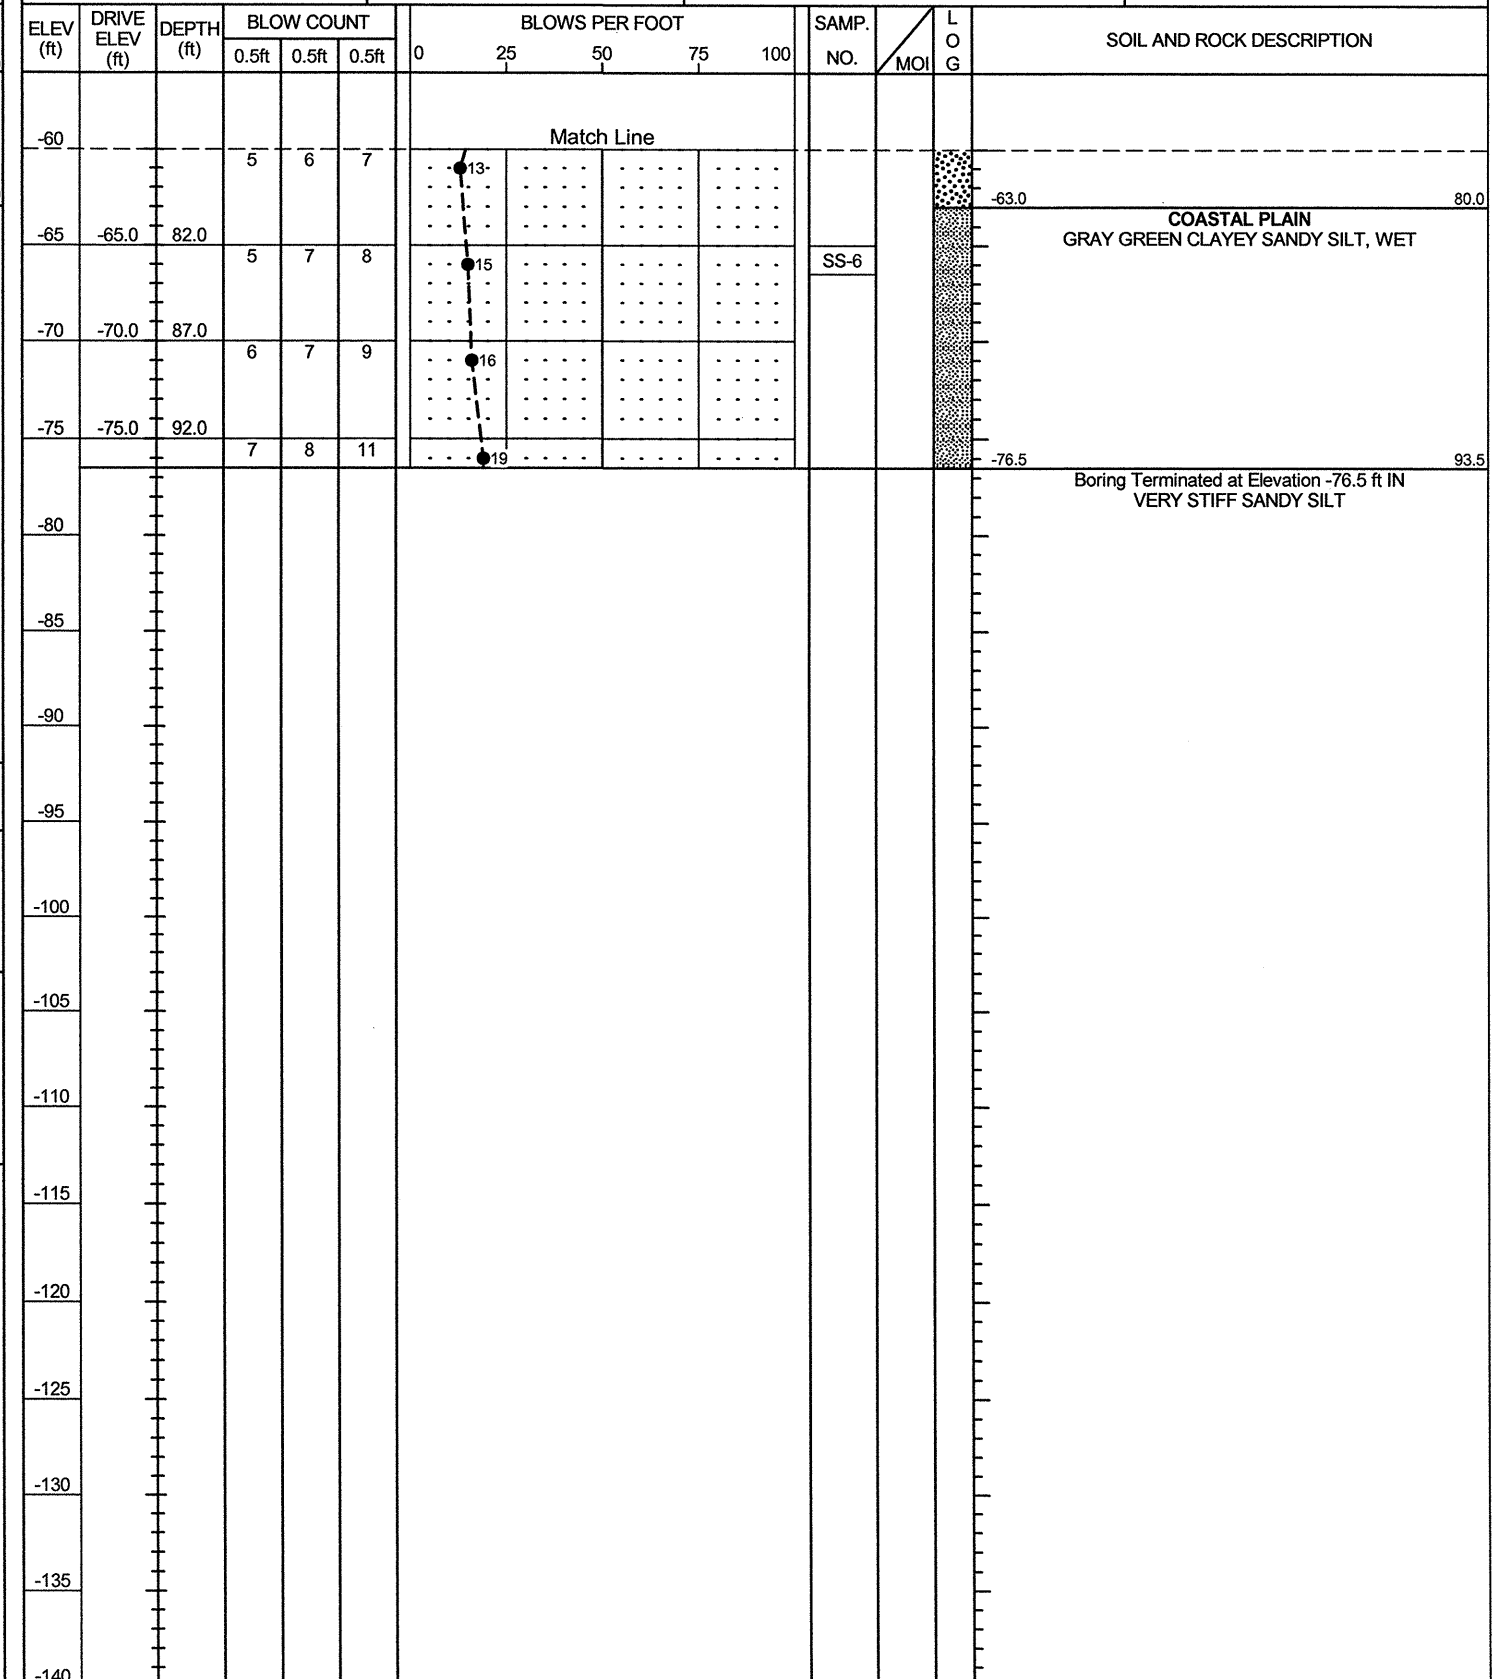 ELEV (ft) DRIVE ELEV (ft) DEPTH (ft) BLOW COUNT BLOWS PER FOOT SAMP. NO. MOI LOG SOIL AND ROCK DESCRIPTION
0.5ft 0.5ft 0.5ft 0 25 50 75 100
Match Line
-60
5 6 7 13
-63.0 80.0
COASTAL PLAIN
GRAY GREEN CLAYEY SANDY SILT, WET
-65 -65.0 82.0
5 7 8 15 SS-6
-70 -70.0 87.0
6 7 9 16
-75 -75.0 92.0
7 8 11 19
-76.5 93.5
Boring Terminated at Elevation -76.5 ft IN
VERY STIFF SANDY SILT
-80
-85
-90
-95
-100
-105
-110
-115
-120
-125
-130
-135
-140